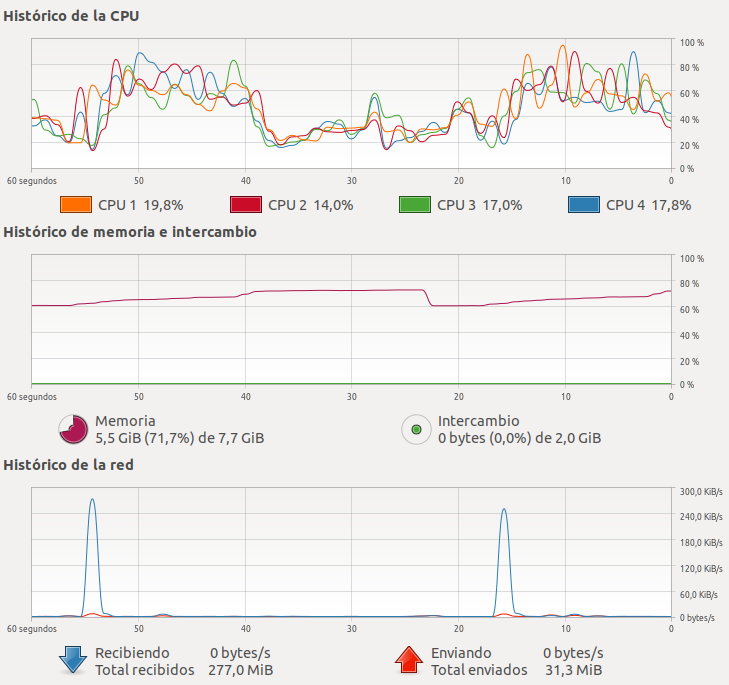 Histórico de la CPU
100 %
80 %
60 %
40 %
20 %
0 %
60 segundos 50 40 30 20 10 0
CPU 1 19,8% CPU 2 14,0% CPU 3 17,0% CPU 4 17,8%
Histórico de memoria e intercambio
100 %
80 %
60 %
40 %
20 %
0 %
60 segundos 50 40 30 20 10 0
Memoria
5,5 GiB (71,7%) de 7,7 GiB
Intercambio
0 bytes (0,0%) de 2,0 GiB
Histórico de la red
300,0 KiB/s
240,0 KiB/s
180,0 KiB/s
120,0 KiB/s
60,0 KiB/s
0 bytes/s
60 segundos 50 40 30 20 10 0
Recibiendo 0 bytes/s
Total recibidos 277,0 MiB
Enviando 0 bytes/s
Total enviados 31,3 MiB